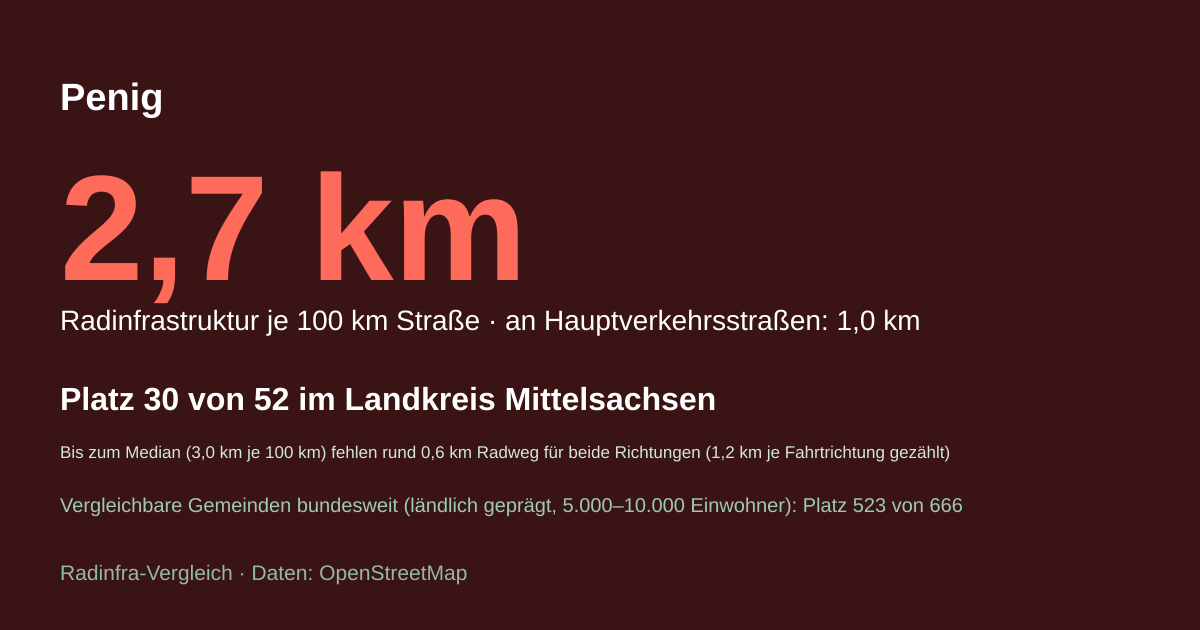 Penig
2,7 km
Radinfrastruktur je 100 km Straße · an Hauptverkehrsstraßen: 1,0 km
Platz 30 von 52 im Landkreis Mittelsachsen
Bis zum Median (3,0 km je 100 km) fehlen rund 0,6 km Radweg für beide Richtungen (1,2 km je Fahrtrichtung gezählt)
Vergleichbare Gemeinden bundesweit (ländlich geprägt, 5.000–10.000 Einwohner): Platz 523 von 666
Radinfra-Vergleich · Daten: OpenStreetMap